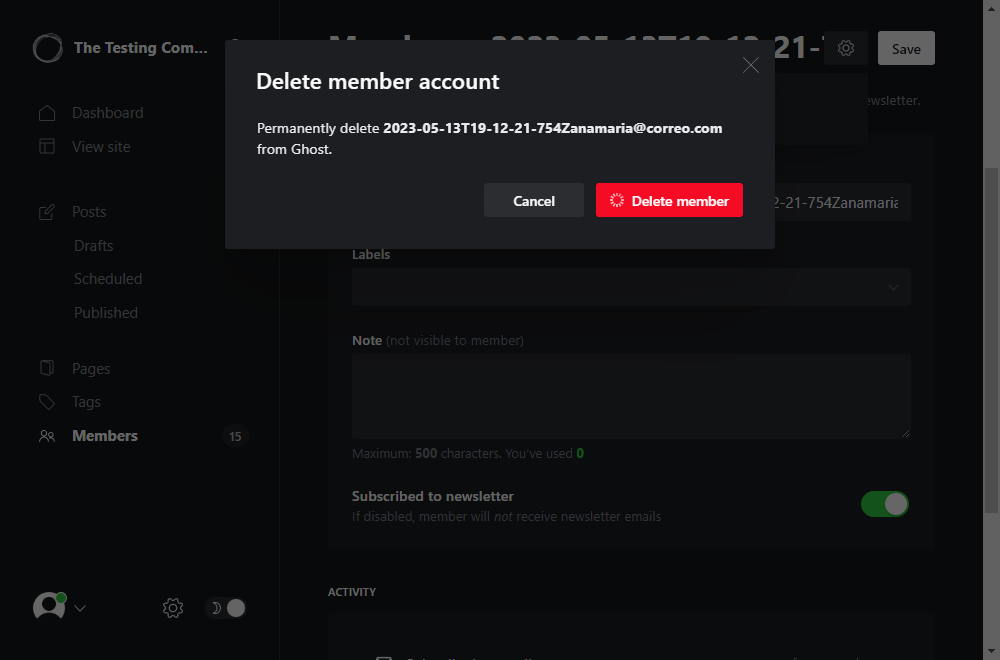 The Testing Com...
Save
Dashboard
View site
Posts
Drafts
Scheduled
Published
Pages
Tags
Members
15
Delete member account
Permanently delete 2023-05-13T19-12-21-754Zanamaria@correo.com
from Ghost.
Cancel
Delete member
newsletter.
2-21-754Zanamaria
Labels
Note (not visible to member)
Maximum: 500 characters. You've used 0
Subscribed to newsletter
If disabled, member will not receive newsletter emails
ACTIVITY